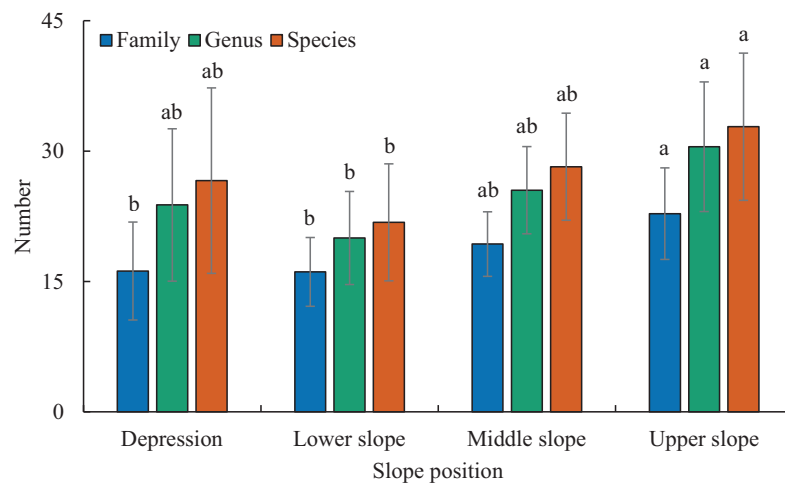 45
Family Genus Species
a
a
a
ab
ab
ab
ab
ab
b
b
b
b
30
15
0
Number
Depression Lower slope Middle slope Upper slope
Slope position